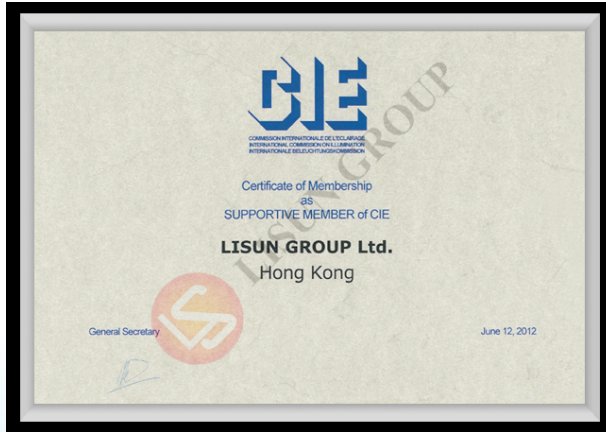 CIE
COMMISSION INTERNATIONALE DE L'ECLAIRAGE
INTERNATIONAL COMMISSION ON ILLUMINATION
INTERNATIONALE BELEUCHTUNGSKOMMISSION
LISUN GROUP
Certificate of Membership
as
SUPPORTIVE MEMBER of CIE
LISUN GROUP Ltd.
Hong Kong
General Secretary
June 12, 2012